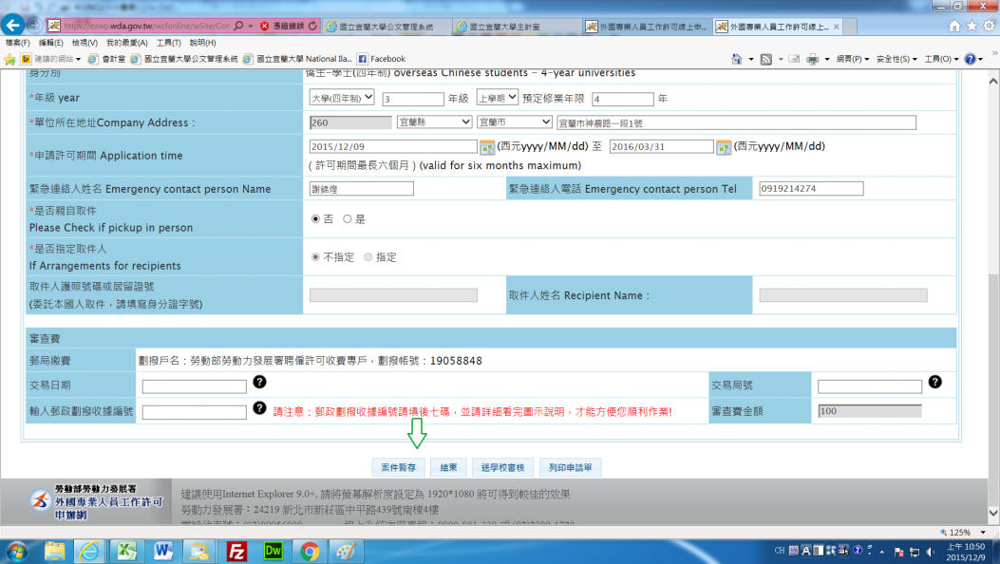 https://ezwp.wda.gov.tw/wcfonline/wSite/Con
憑證錯誤
國立宜蘭大學公文管理系統
國立宜蘭大學主計室
外國專業人員工作許可線上申...
外國專業人員工作許可線上...
檔案(F) 編輯(E) 檢視(V) 我的最愛(A) 工具(T) 說明(H)
建議的網站 會計室 國立宜蘭大學公文管理系統 國立宜蘭大學 National Ila... Facebook
網頁(P) 安全性(S) 工具(O)
身分別 僑生-學士(四年制) overseas Chinese students - 4-year universities
*年級 year 大學(四年制) 3 年級 上學期 預定修業年限 4 年
*單位所在地址Company Address : 260 宜蘭縣 宜蘭市 宜蘭市神農路一段1號
*申請許可期間 Application time 2015/12/09 (西元yyyy/MM/dd) 至 2016/03/31 (西元yyyy/MM/dd)
( 許可期間最長六個月 ) (valid for six months maximum)
緊急連絡人姓名 Emergency contact person Name 謝錦煌 緊急連絡人電話 Emergency contact person Tel 0919214274
*是否親自取件
Please Check if pickup in person
否 是
*是否指定取件人
If Arrangements for recipients
不指定 指定
取件人護照號碼或居留證號
(委託本國人取件，請填寫身分證字號)
取件人姓名 Recipient Name :
審查費
郵局繳費 劃撥戶名：勞動部勞動力發展署聘僱許可收費專戶，劃撥帳號：19058848
交易日期 交易局號
輸入郵政劃撥收據編號 請注意：郵政劃撥收據編號請填後七碼，並請詳細看完圖示說明，才能方便您順利作業! 審查費金額 100
案件暫存 結束 送學校審核 列印申請單
勞動部勞動力發展署
外國專業人員工作許可
申辦網
建議使用Internet Explorer 9.0+, 請將螢幕解析度設定為 1920*1080 將可得到較佳的效果
勞動力發展署：24219 新北市新莊區中平路439號南棟4樓
125%
CH
上午 10:50
2015/12/9